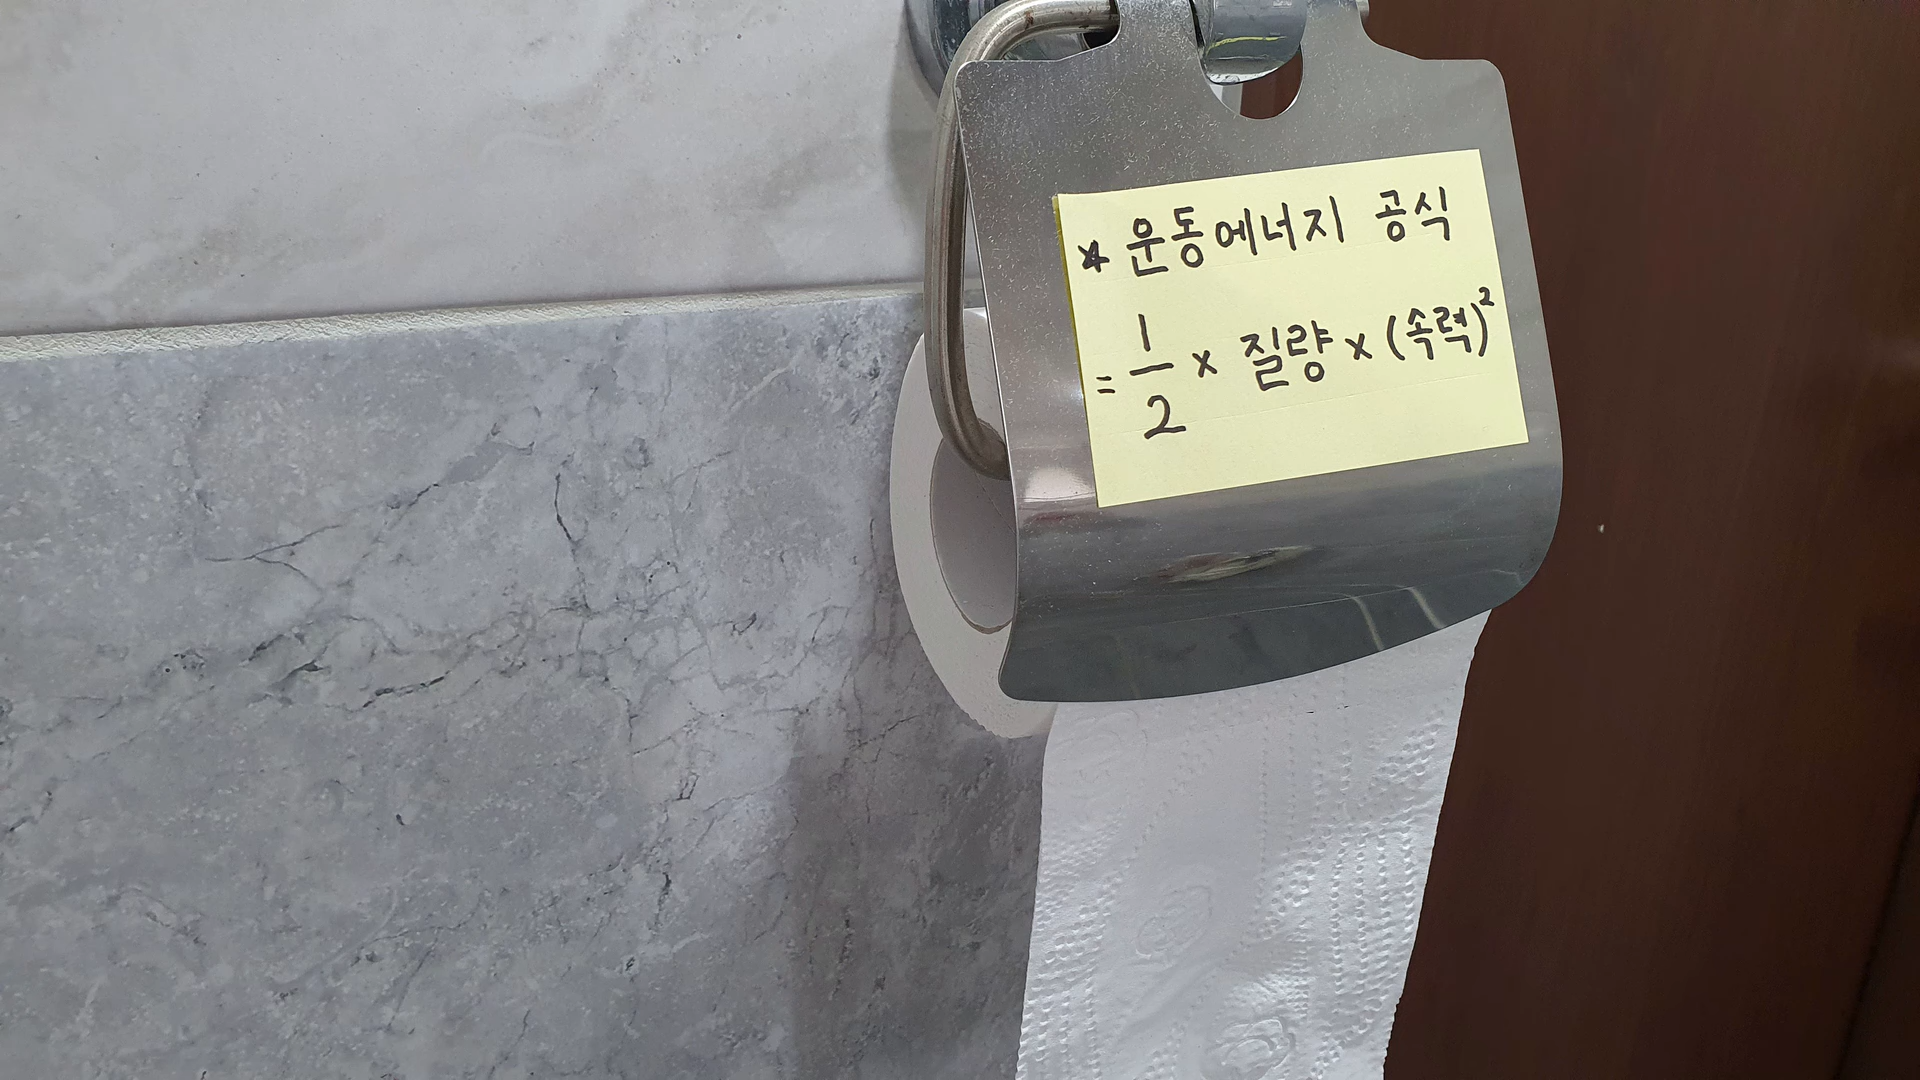 * 운동에너지 공식
= 1/2 × 질량 × (속력)²